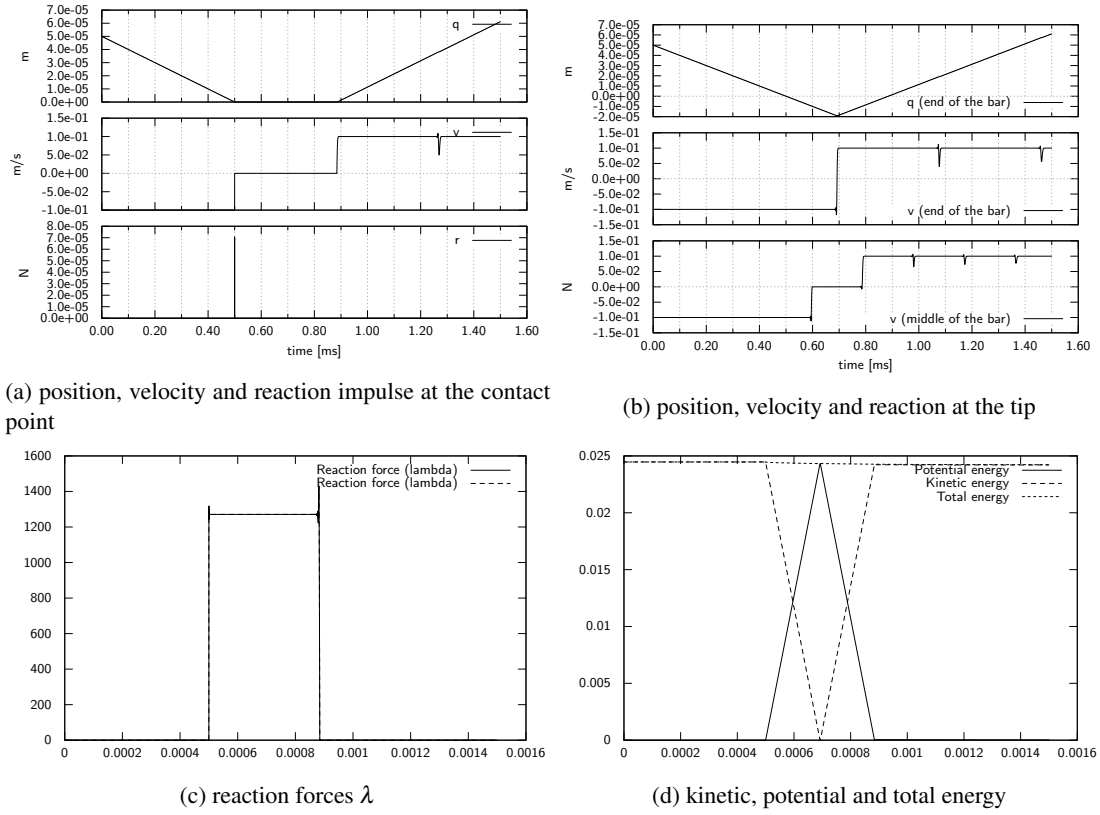 7.0e-05
6.0e-05
5.0e-05
4.0e-05
3.0e-05
2.0e-05
1.0e-05
0.0e+00
m
q
1.5e-01
1.0e-01
5.0e-02
0.0e+00
-5.0e-02
-1.0e-01
m/s
v
8.0e-05
7.0e-05
6.0e-05
5.0e-05
4.0e-05
3.0e-05
2.0e-05
1.0e-05
0.0e+00
N
r
0.00 0.20 0.40 0.60 0.80 1.00 1.20 1.40 1.60
time [ms]
(a) position, velocity and reaction impulse at the contact
point
7.0e-05
6.0e-05
5.0e-05
4.0e-05
3.0e-05
2.0e-05
1.0e-05
0.0e+00
-1.0e-05
-2.0e-05
m
q (end of the bar)
1.5e-01
1.0e-01
5.0e-02
0.0e+00
-5.0e-02
-1.0e-01
-1.5e-01
m/s
v (end of the bar)
1.5e-01
1.0e-01
5.0e-02
0.0e+00
-5.0e-02
-1.0e-01
-1.5e-01
N
v (middle of the bar)
0.00 0.20 0.40 0.60 0.80 1.00 1.20 1.40 1.60
time [ms]
(b) position, velocity and reaction at the tip
1600
1400
1200
1000
800
600
400
200
0
Reaction force (lambda)
Reaction force (lambda)
0 0.0002 0.0004 0.0006 0.0008 0.001 0.0012 0.0014 0.0016
(c) reaction forces λ
0.025
0.02
0.015
0.01
0.005
0
Potential energy
Kinetic energy
Total energy
0 0.0002 0.0004 0.0006 0.0008 0.001 0.0012 0.0014 0.0016
(d) kinetic, potential and total energy